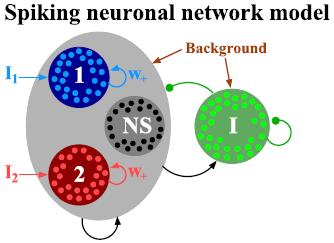 Spiking neuronal network model
Background
I₁ 1 w₊
NS I
I₂ 2 w₊